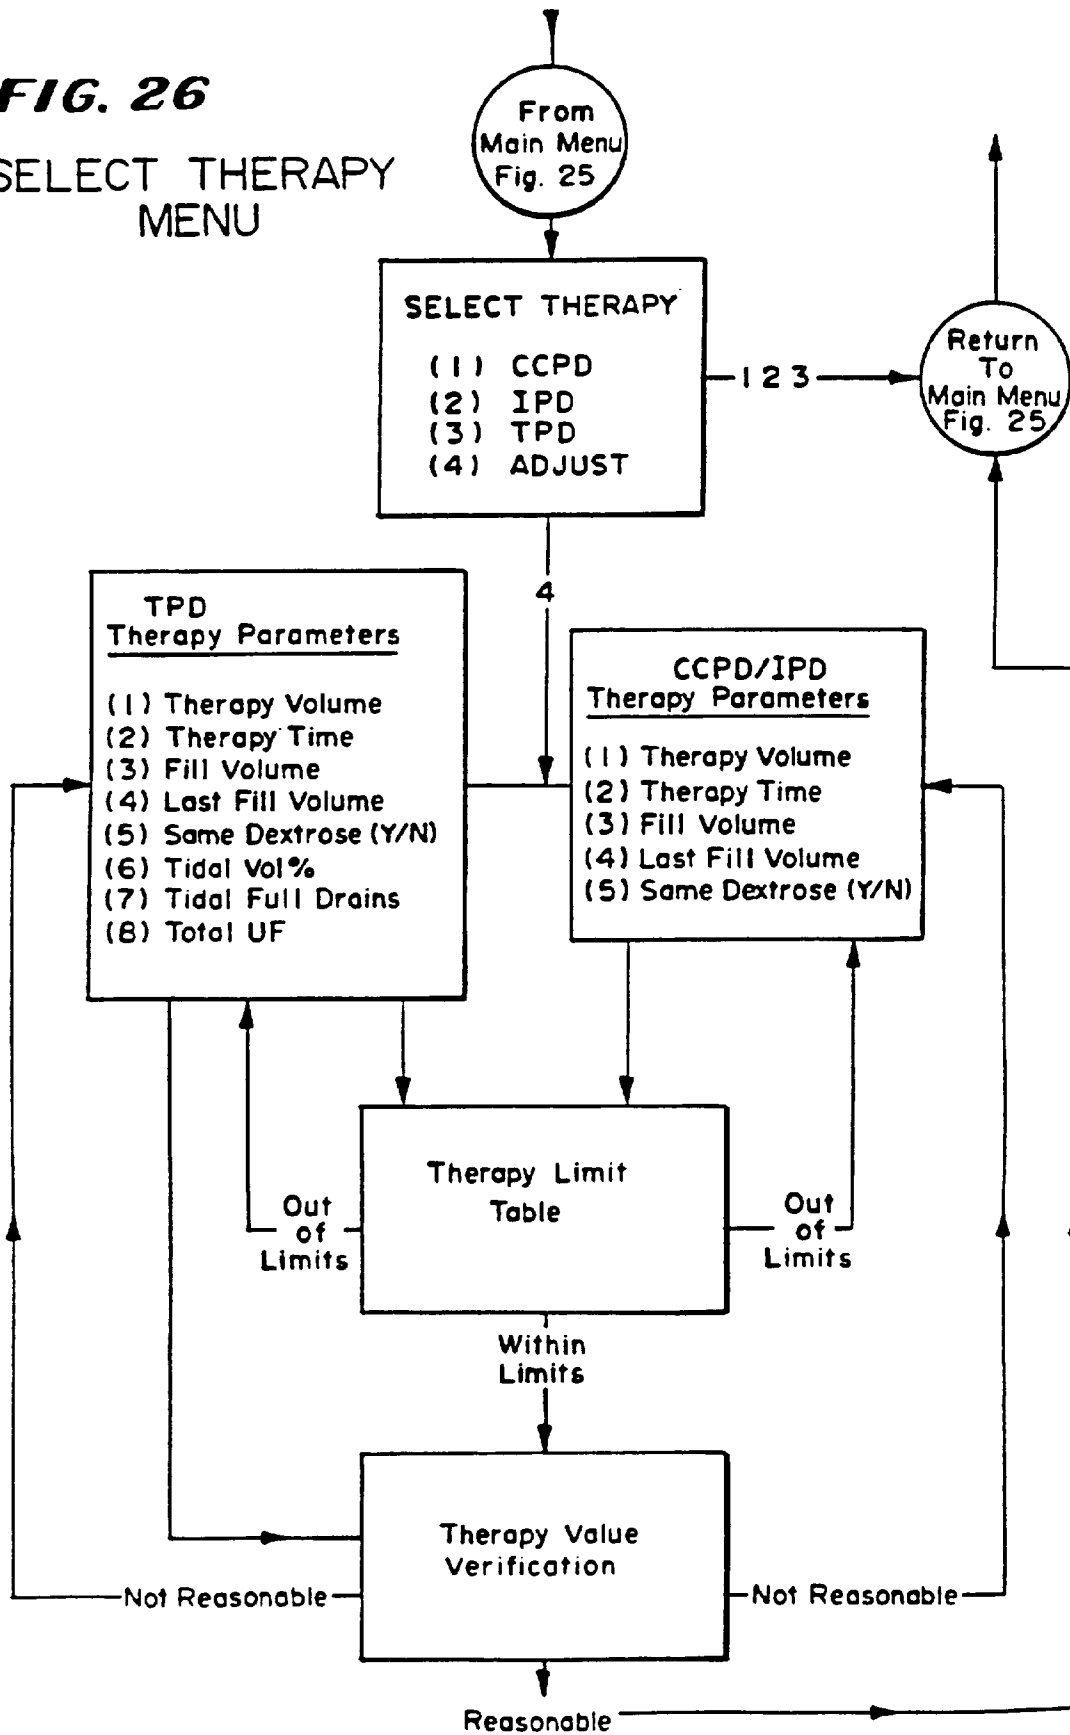 FIG. 26
SELECT THERAPY
MENU
From
Main Menu
Fig. 25
SELECT THERAPY
(1) CCPD
(2) IPD
(3) TPD
(4) ADJUST
1 2 3
Return
To
Main Menu
Fig. 25
4
TPD
Therapy Parameters
(1) Therapy Volume
(2) Therapy Time
(3) Fill Volume
(4) Last Fill Volume
(5) Same Dextrose (Y/N)
(6) Tidal Vol%
(7) Tidal Full Drains
(8) Total UF
CCPD/IPD
Therapy Parameters
(1) Therapy Volume
(2) Therapy Time
(3) Fill Volume
(4) Last Fill Volume
(5) Same Dextrose (Y/N)
Therapy Limit
Table
Out
of
Limits
Out
of
Limits
Within
Limits
Therapy Value
Verification
Not Reasonable
Not Reasonable
Reasonable